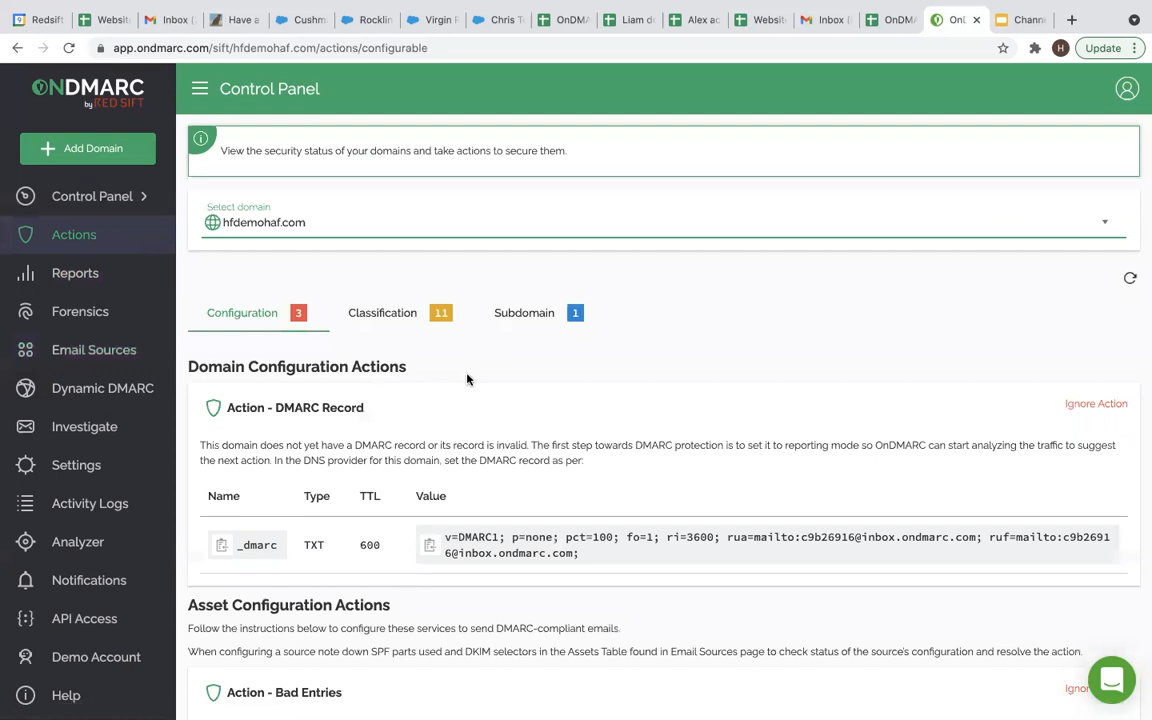 Redsift
Website
Inbox (
Have a
Cushm
Rocklin
Virgin
Chris T
OnDM
Liam d
Alex a
Website
Inbox (
OnDM
OnD
Chann
app.ondmarc.com/sift/hfdemohaf.com/actions/configurable
H
Update
ONDMARC
by RED SIFT
Control Panel
Add Domain
Control Panel
Actions
Reports
Forensics
Email Sources
Dynamic DMARC
Investigate
Settings
Activity Logs
Analyzer
Notifications
API Access
Demo Account
Help
View the security status of your domains and take actions to secure them.
Select domain
hfdemohaf.com
Configuration 3 Classification 11 Subdomain 1
Domain Configuration Actions
Action - DMARC Record
Ignore Action
This domain does not yet have a DMARC record or its record is invalid. The first step towards DMARC protection is to set it to reporting mode so OnDMARC can start analyzing the traffic to suggest
the next action. In the DNS provider for this domain, set the DMARC record as per:
Name Type TTL Value
_dmarc TXT 600 v=DMARC1; p=none; pct=100; fo=1; ri=3600; rua=mailto:c9b26916@inbox.ondmarc.com; ruf=mailto:c9b2691
6@inbox.ondmarc.com;
Asset Configuration Actions
Follow the instructions below to configure these services to send DMARC-compliant emails.
When configuring a source note down SPF parts used and DKIM selectors in the Assets Table found in Email Sources page to check status of the source's configuration and resolve the action.
Action - Bad Entries
Ignor